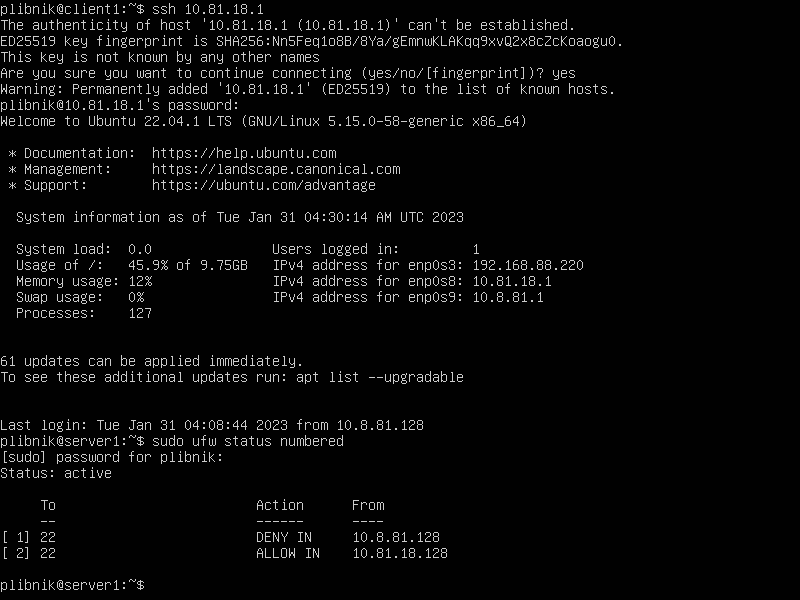 plibnik@client1:~$ ssh 10.81.18.1
The authenticity of host '10.81.18.1 (10.81.18.1)' can't be established.
ED25519 key fingerprint is SHA256:Nn5Feq1o8B/8Ya/gEmnwKLAKqq9xvQ2x8cZcKoaogu0.
This key is not known by any other names
Are you sure you want to continue connecting (yes/no/[fingerprint])? yes
Warning: Permanently added '10.81.18.1' (ED25519) to the list of known hosts.
plibnik@10.81.18.1's password:
Welcome to Ubuntu 22.04.1 LTS (GNU/Linux 5.15.0-58-generic x86_64)

 * Documentation:  https://help.ubuntu.com
 * Management:     https://landscape.canonical.com
 * Support:        https://ubuntu.com/advantage

  System information as of Tue Jan 31 04:30:14 AM UTC 2023

  System load:  0.0               Users logged in:         1
  Usage of /:   45.9% of 9.75GB   IPv4 address for enp0s3: 192.168.88.220
  Memory usage: 12%               IPv4 address for enp0s8: 10.81.18.1
  Swap usage:   0%                IPv4 address for enp0s9: 10.8.81.1
  Processes:    127

61 updates can be applied immediately.
To see these additional updates run: apt list --upgradable

Last login: Tue Jan 31 04:08:44 2023 from 10.8.81.128
plibnik@server1:~$ sudo ufw status numbered
[sudo] password for plibnik:
Status: active

     To                         Action      From
     --                         ------      ----
[ 1] 22                         DENY IN     10.8.81.128
[ 2] 22                         ALLOW IN    10.81.18.128

plibnik@server1:~$